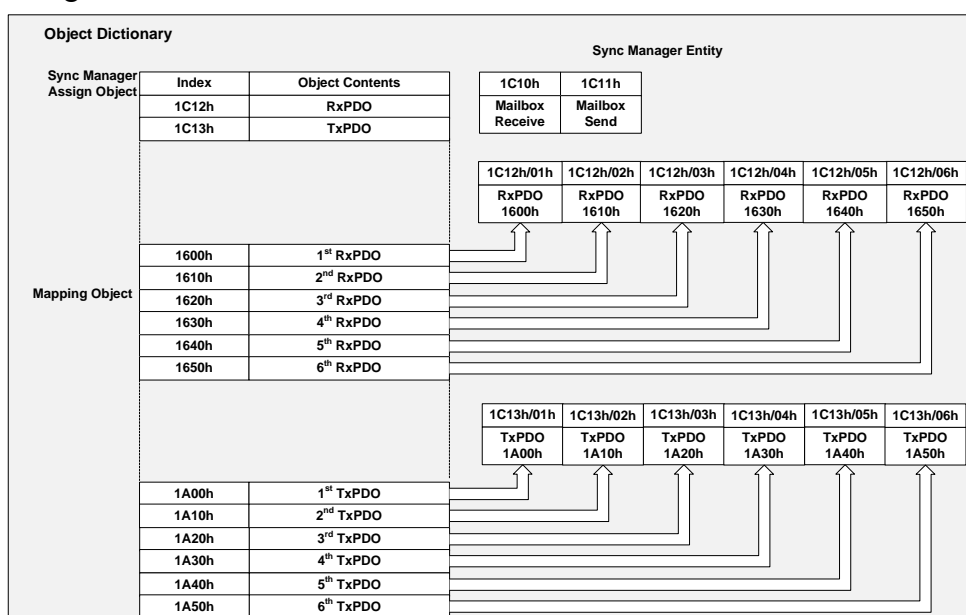 Object Dictionary
Sync Manager Entity
Sync Manager
Assign Object
Index Object Contents
1C12h RxPDO
1C13h TxPDO
1C10h 1C11h
Mailbox Mailbox
Receive Send
1C12h/01h 1C12h/02h 1C12h/03h 1C12h/04h 1C12h/05h 1C12h/06h
RxPDO RxPDO RxPDO RxPDO RxPDO RxPDO
1600h 1610h 1620h 1630h 1640h 1650h
Mapping Object
1600h 1st RxPDO
1610h 2nd RxPDO
1620h 3rd RxPDO
1630h 4th RxPDO
1640h 5th RxPDO
1650h 6th RxPDO
1C13h/01h 1C13h/02h 1C13h/03h 1C13h/04h 1C13h/05h 1C13h/06h
TxPDO TxPDO TxPDO TxPDO TxPDO TxPDO
1A00h 1A10h 1A20h 1A30h 1A40h 1A50h
1A00h 1st TxPDO
1A10h 2nd TxPDO
1A20h 3rd TxPDO
1A30h 4th TxPDO
1A40h 5th TxPDO
1A50h 6th TxPDO